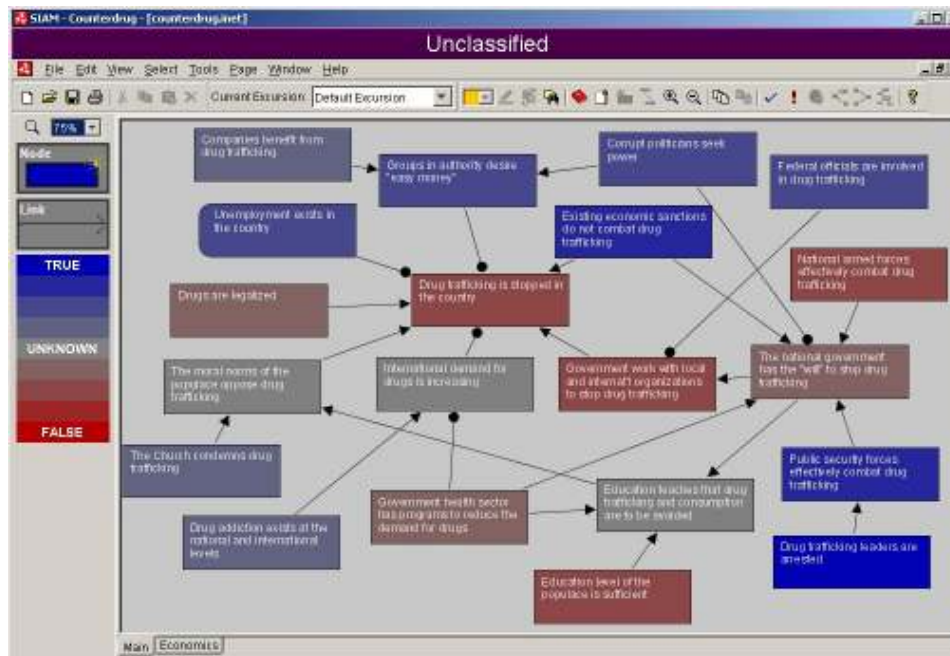 SIAM - Counterdrug - [counterdrug.inet]
Unclassified
File Edit View Select Tools Page Window Help
Current Excursion: Default Excursion
75%
Node
Link
TRUE
UNKNOWN
FALSE
Companies benefit from
drug trafficking
Groups in authority desire
"easy money"
Corrupt politicians seek
power
Federal officials are involved
in drug trafficking
Unemployment exists in
the country
Existing economic sanctions
do not combat drug
trafficking
National armed forces
effectively combat drug
trafficking
Drugs are legalized
Drug trafficking is stopped in
the country
The moral norms of the
populace oppose drug
trafficking
International demand for
drugs is increasing
Government work with local
and internat'l organizations
to stop drug trafficking
The national government
has the "will" to stop drug
trafficking
The Church condemns drug
trafficking
Public security forces
effectively combat drug
trafficking
Government health sector
has programs to reduce the
demand for drugs
Education teaches that drug
trafficking and consumption
are to be avoided
Drug addiction exists at the
national and international
levels
Drug trafficking leaders are
arrested
Education level of the
populace is sufficient
Main Economics